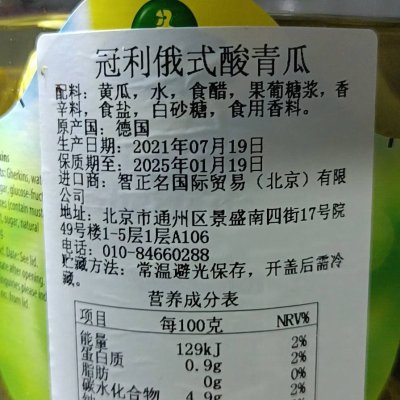 冠利俄式酸青瓜
配料：黄瓜，水，食醋，果葡糖浆，香
辛料，食盐，白砂糖，食用香料。
原产国：德国
生产日期：2021年07月19日
保质期至：2025年01月19日
进口商：智正名国际贸易（北京）有限
公司
地址：北京市通州区景盛南四街17号院
49号楼1-5层1层A106
电话：010-84660288
贮藏方法：常温避光保存，开盖后需冷
藏。
营养成分表
项目 每100克 NRV%
能量 129kJ 2%
蛋白质 0.9g 2%
脂肪 0g 0%
碳水化合物 4.9g 2%